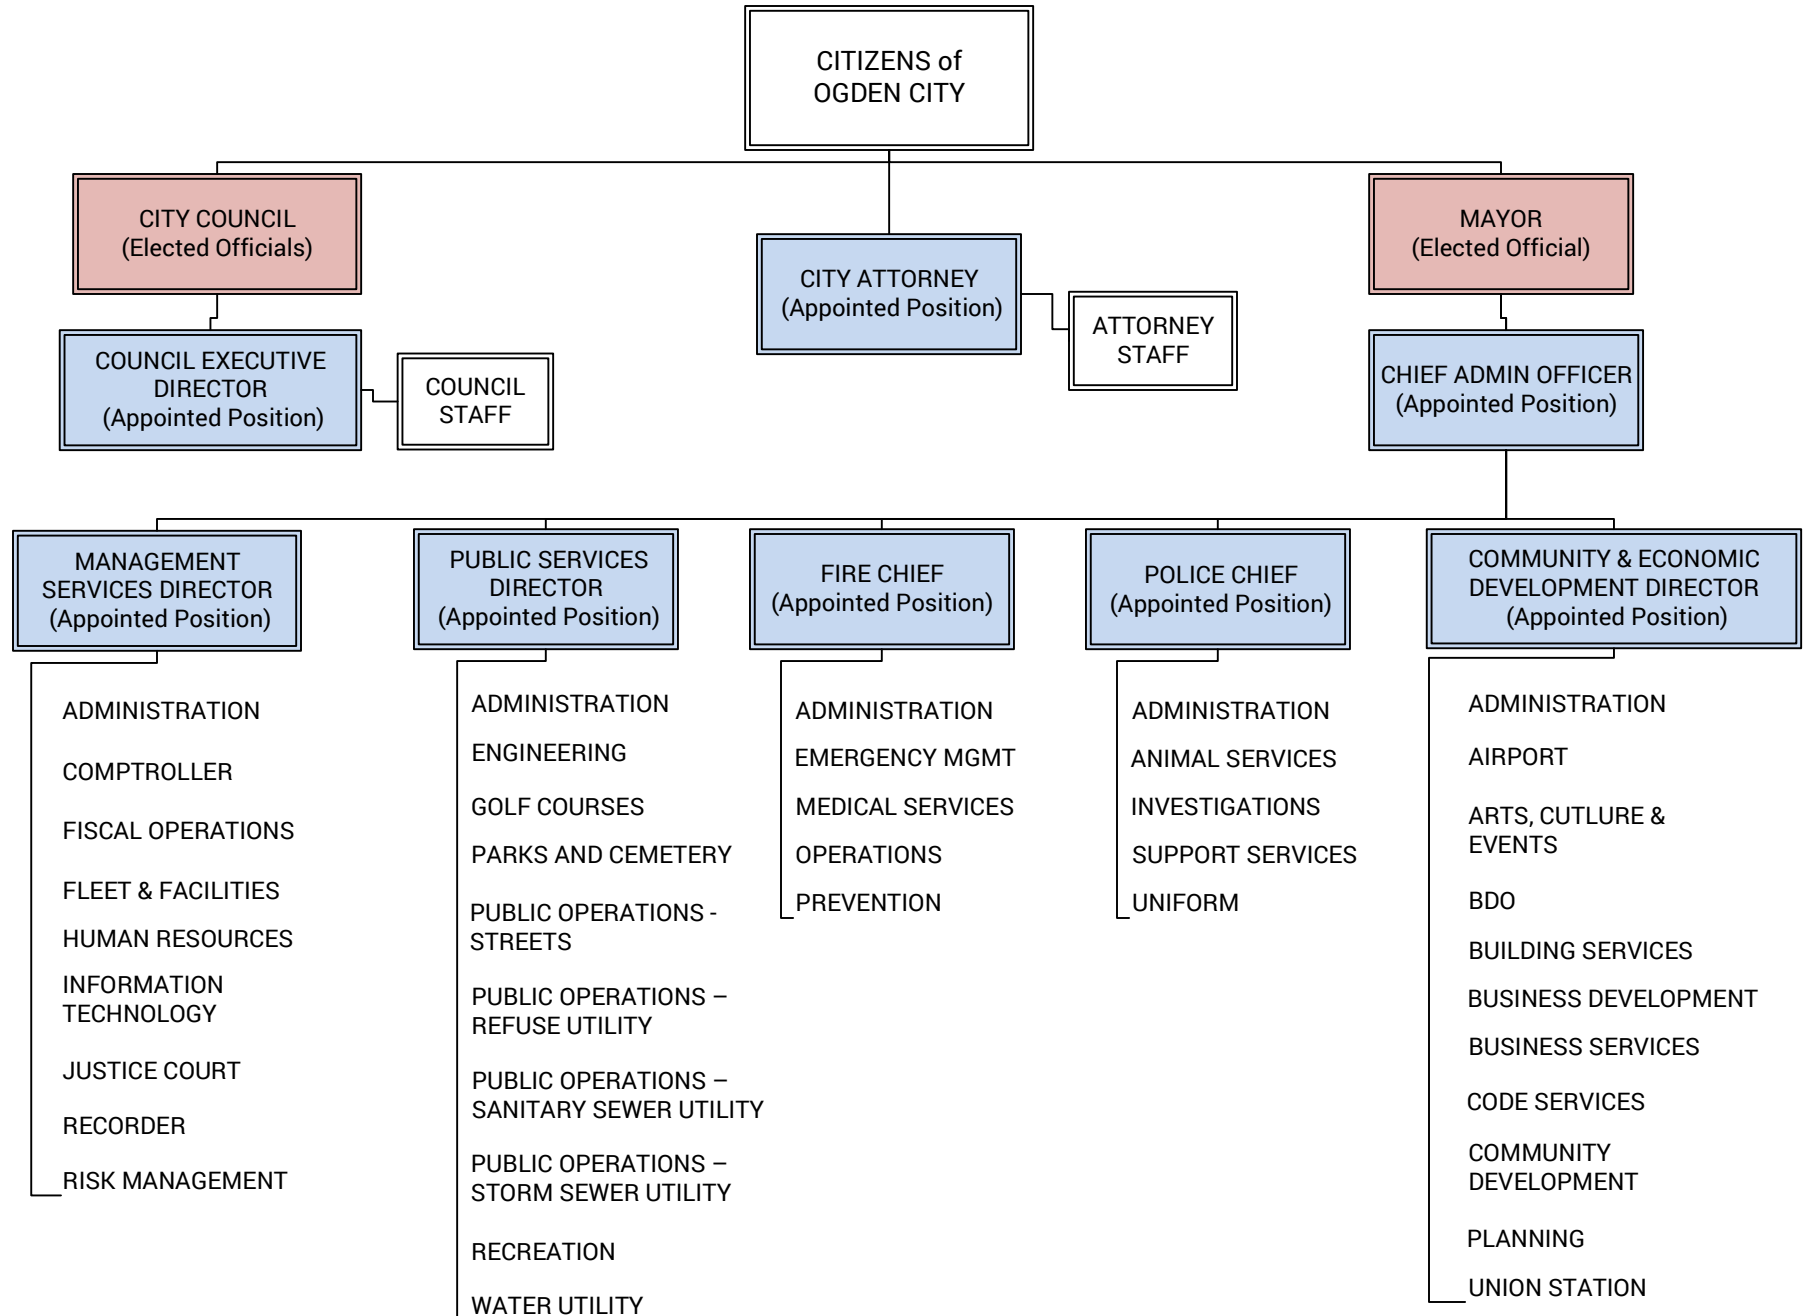 CITIZENS of
OGDEN CITY
CITY COUNCIL
(Elected Officials)
CITY ATTORNEY
(Appointed Position)
MAYOR
(Elected Official)
COUNCIL EXECUTIVE
DIRECTOR
(Appointed Position)
COUNCIL
STAFF
ATTORNEY
STAFF
CHIEF ADMIN OFFICER
(Appointed Position)
MANAGEMENT
SERVICES DIRECTOR
(Appointed Position)
ADMINISTRATION
COMPTROLLER
FISCAL OPERATIONS
FLEET & FACILITIES
HUMAN RESOURCES
INFORMATION
TECHNOLOGY
JUSTICE COURT
RECORDER
RISK MANAGEMENT
PUBLIC SERVICES
DIRECTOR
(Appointed Position)
ADMINISTRATION
ENGINEERING
GOLF COURSES
PARKS AND CEMETERY
PUBLIC OPERATIONS -
STREETS
PUBLIC OPERATIONS –
REFUSE UTILITY
PUBLIC OPERATIONS –
SANITARY SEWER UTILITY
PUBLIC OPERATIONS –
STORM SEWER UTILITY
RECREATION
WATER UTILITY
FIRE CHIEF
(Appointed Position)
ADMINISTRATION
EMERGENCY MGMT
MEDICAL SERVICES
OPERATIONS
PREVENTION
POLICE CHIEF
(Appointed Position)
ADMINISTRATION
ANIMAL SERVICES
INVESTIGATIONS
SUPPORT SERVICES
UNIFORM
COMMUNITY & ECONOMIC
DEVELOPMENT DIRECTOR
(Appointed Position)
ADMINISTRATION
AIRPORT
ARTS, CUTLURE &
EVENTS
BDO
BUILDING SERVICES
BUSINESS DEVELOPMENT
BUSINESS SERVICES
CODE SERVICES
COMMUNITY
DEVELOPMENT
PLANNING
UNION STATION